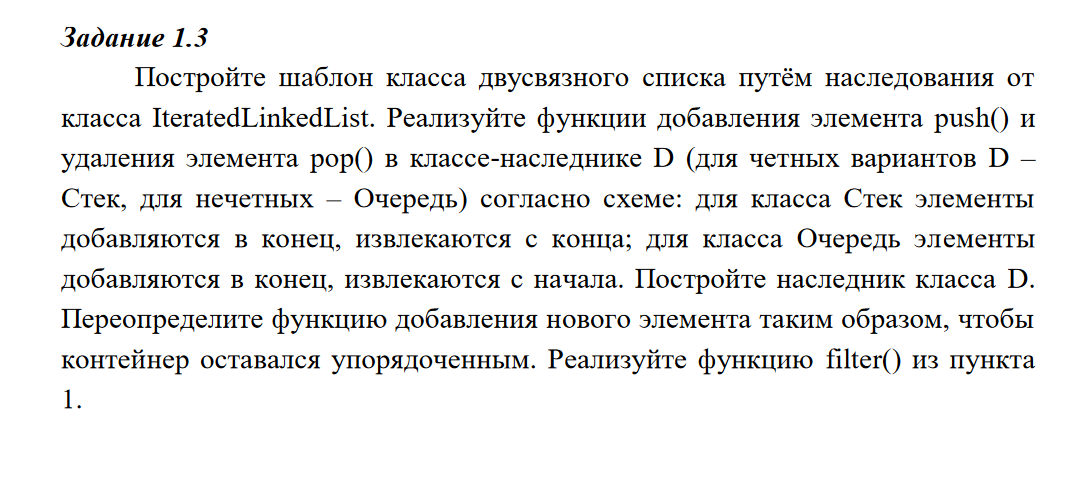 Задание 1.3
Постройте шаблон класса двусвязного списка путём наследования от
класса IteratedLinkedList. Реализуйте функции добавления элемента push() и
удаления элемента pop() в классе-наследнике D (для четных вариантов D –
Стек, для нечетных – Очередь) согласно схеме: для класса Стек элементы
добавляются в конец, извлекаются с конца; для класса Очередь элементы
добавляются в конец, извлекаются с начала. Постройте наследник класса D.
Переопределите функцию добавления нового элемента таким образом, чтобы
контейнер оставался упорядоченным. Реализуйте функцию filter() из пункта
1.